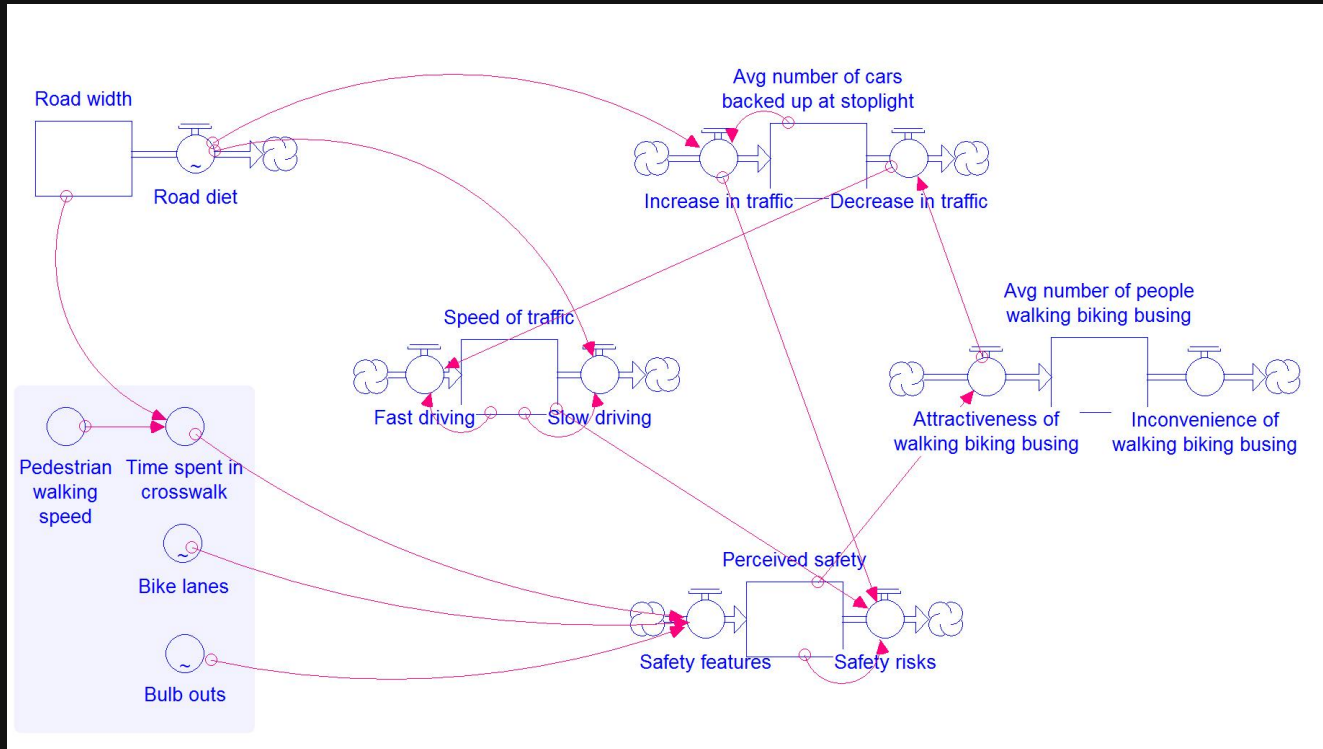 Avg number of cars
backed up at stoplight
Road width
Road diet
Increase in traffic
Decrease in traffic
Avg number of people
walking biking busing
Speed of traffic
Fast driving
Slow driving
Attractiveness of
walking biking busing
Inconvenience of
walking biking busing
Pedestrian
walking
speed
Time spent in
crosswalk
Bike lanes
Perceived safety
Safety features
Safety risks
Bulb outs